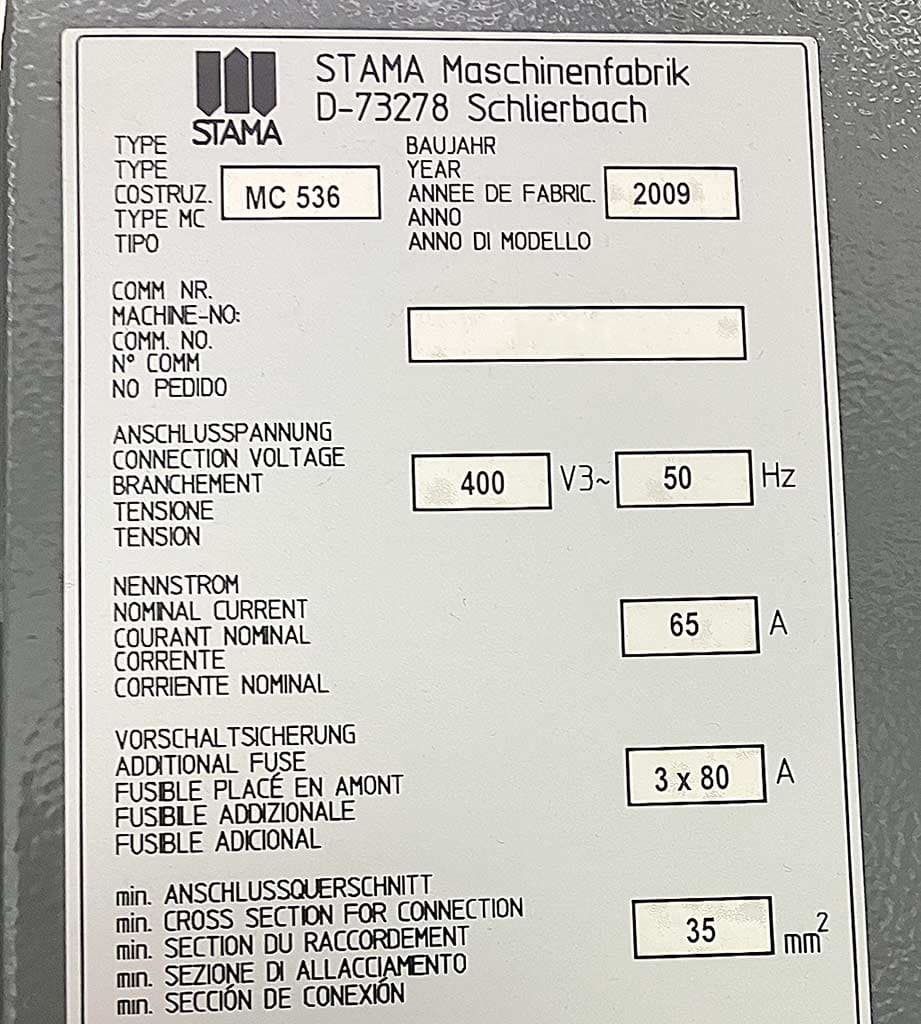 STAMA Maschinenfabrik
D-73278 Schlierbach
STAMA
TYPE
TYPE
COSTRUZ.
TYPE MC
TIPO
MC 536
BAUJAHR
YEAR
ANNEE DE FABRIC.
ANNO
ANNO DI MODELLO
2009
COMM NR.
MACHINE-NO:
COMM. NO.
N° COMM
NO PEDIDO
ANSCHLUSSPANNUNG
CONNECTION VOLTAGE
BRANCHEMENT
TENSIONE
TENSION
400 V3~ 50 Hz
NENNSTROM
NOMINAL CURRENT
COURANT NOMINAL
CORRENTE
CORRIENTE NOMINAL
65 A
VORSCHALTSICHERUNG
ADDITIONAL FUSE
FUSIBLE PLACÉ EN AMONT
FUSIBILE ADDIZIONALE
FUSIBLE ADICIONAL
3 x 80 A
min. ANSCHLUSSQUERSCHNITT
min. CROSS SECTION FOR CONNECTION
min. SECTION DU RACCORDEMENT
min. SEZIONE DI ALLACCIAMENTO
min. SECCIÓN DE CONEXIÓN
35 mm²